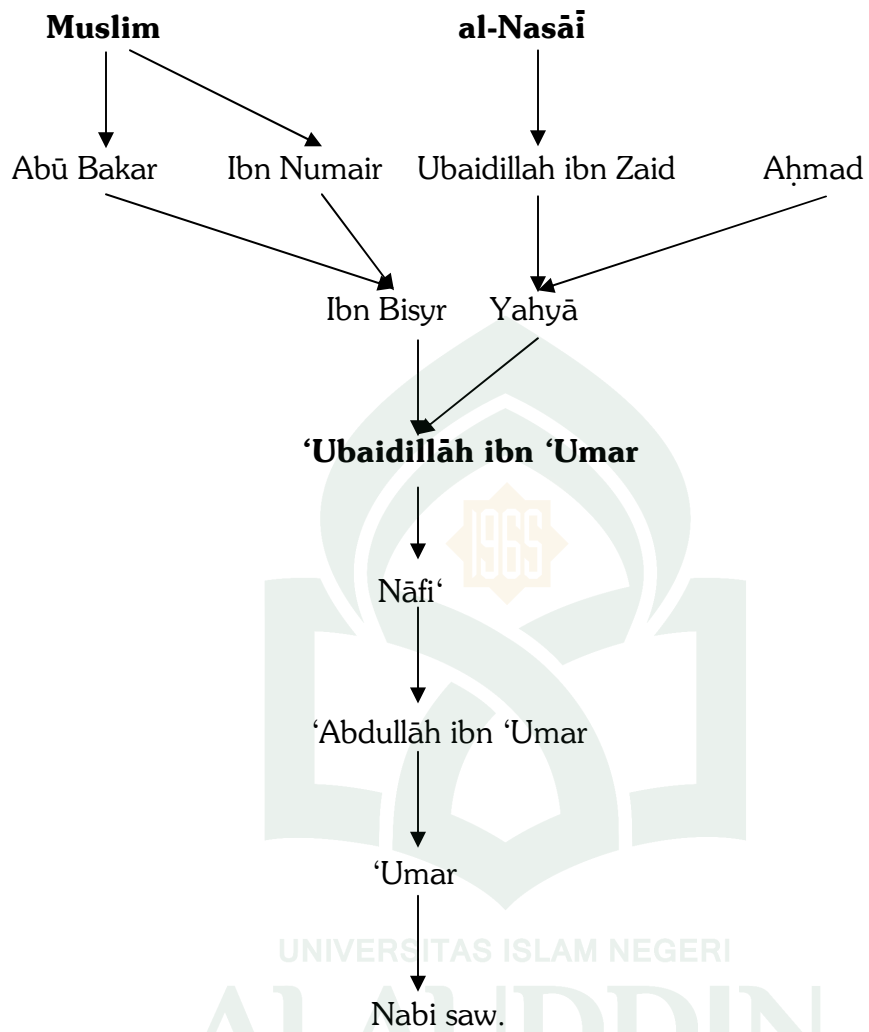 Muslim al-Nasāī
Abū Bakar Ibn Numair Ubaidillah ibn Zaid Aḥmad
Ibn Bisyr Yahyā
‘Ubaidillāh ibn ‘Umar
1965
Nāfi‘
‘Abdullāh ibn ‘Umar
‘Umar
UNIVERSITAS ISLAM NEGERI
ALAUDDIN
Nabi saw.